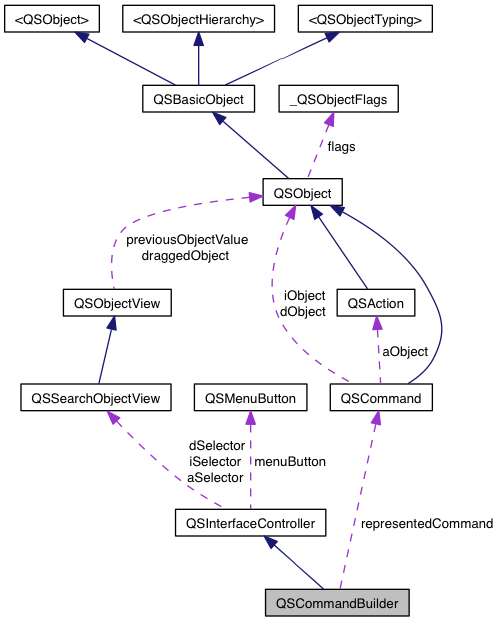 <QSObject>
<QSObjectHierarchy>
<QSObjectTyping>
QSBasicObject
_QSObjectFlags
flags
QSObject
previousObjectValue
draggedObject
iObject
dObject
QSObjectView
QSAction
aObject
QSSearchObjectView
QSMenuButton
QSCommand
dSelector
iSelector
aSelector
menuButton
QSInterfaceController
representedCommand
QSCommandBuilder